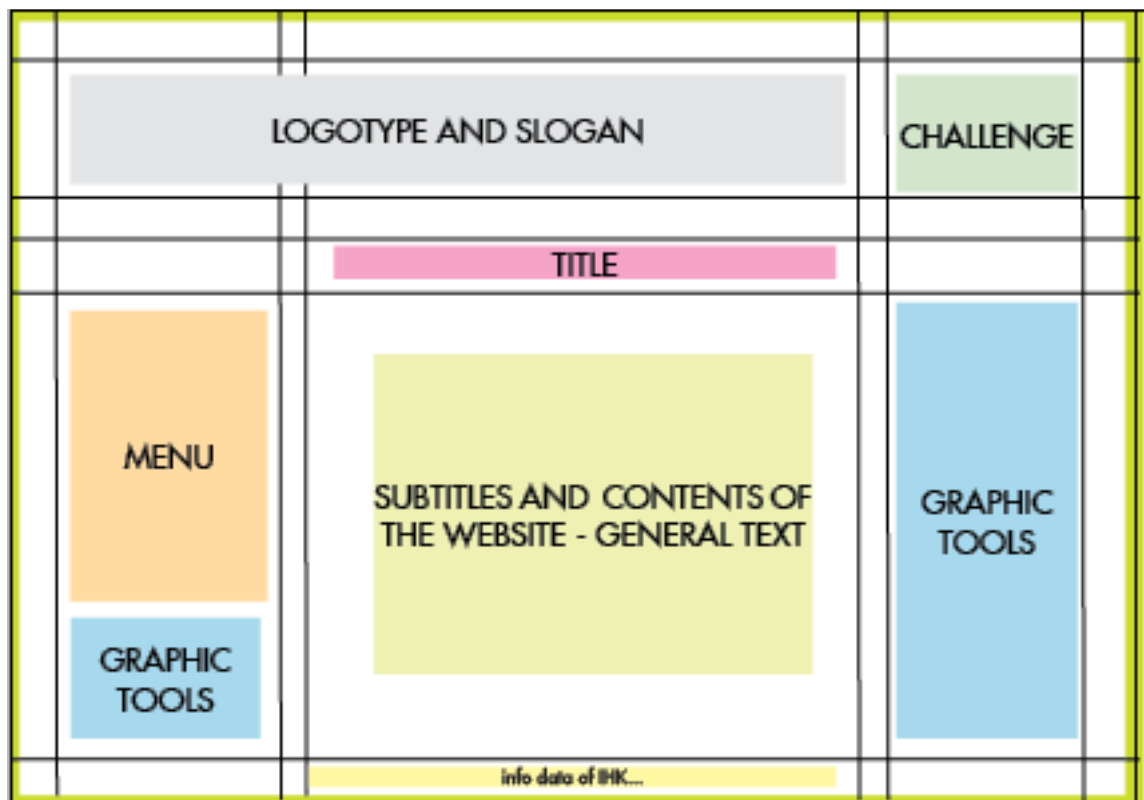 LOGOTYPE AND SLOGAN
CHALLENGE
TITLE
MENU
SUBTITLES AND CONTENTS OF
THE WEBSITE - GENERAL TEXT
GRAPHIC
TOOLS
GRAPHIC
TOOLS
info data of IHK...